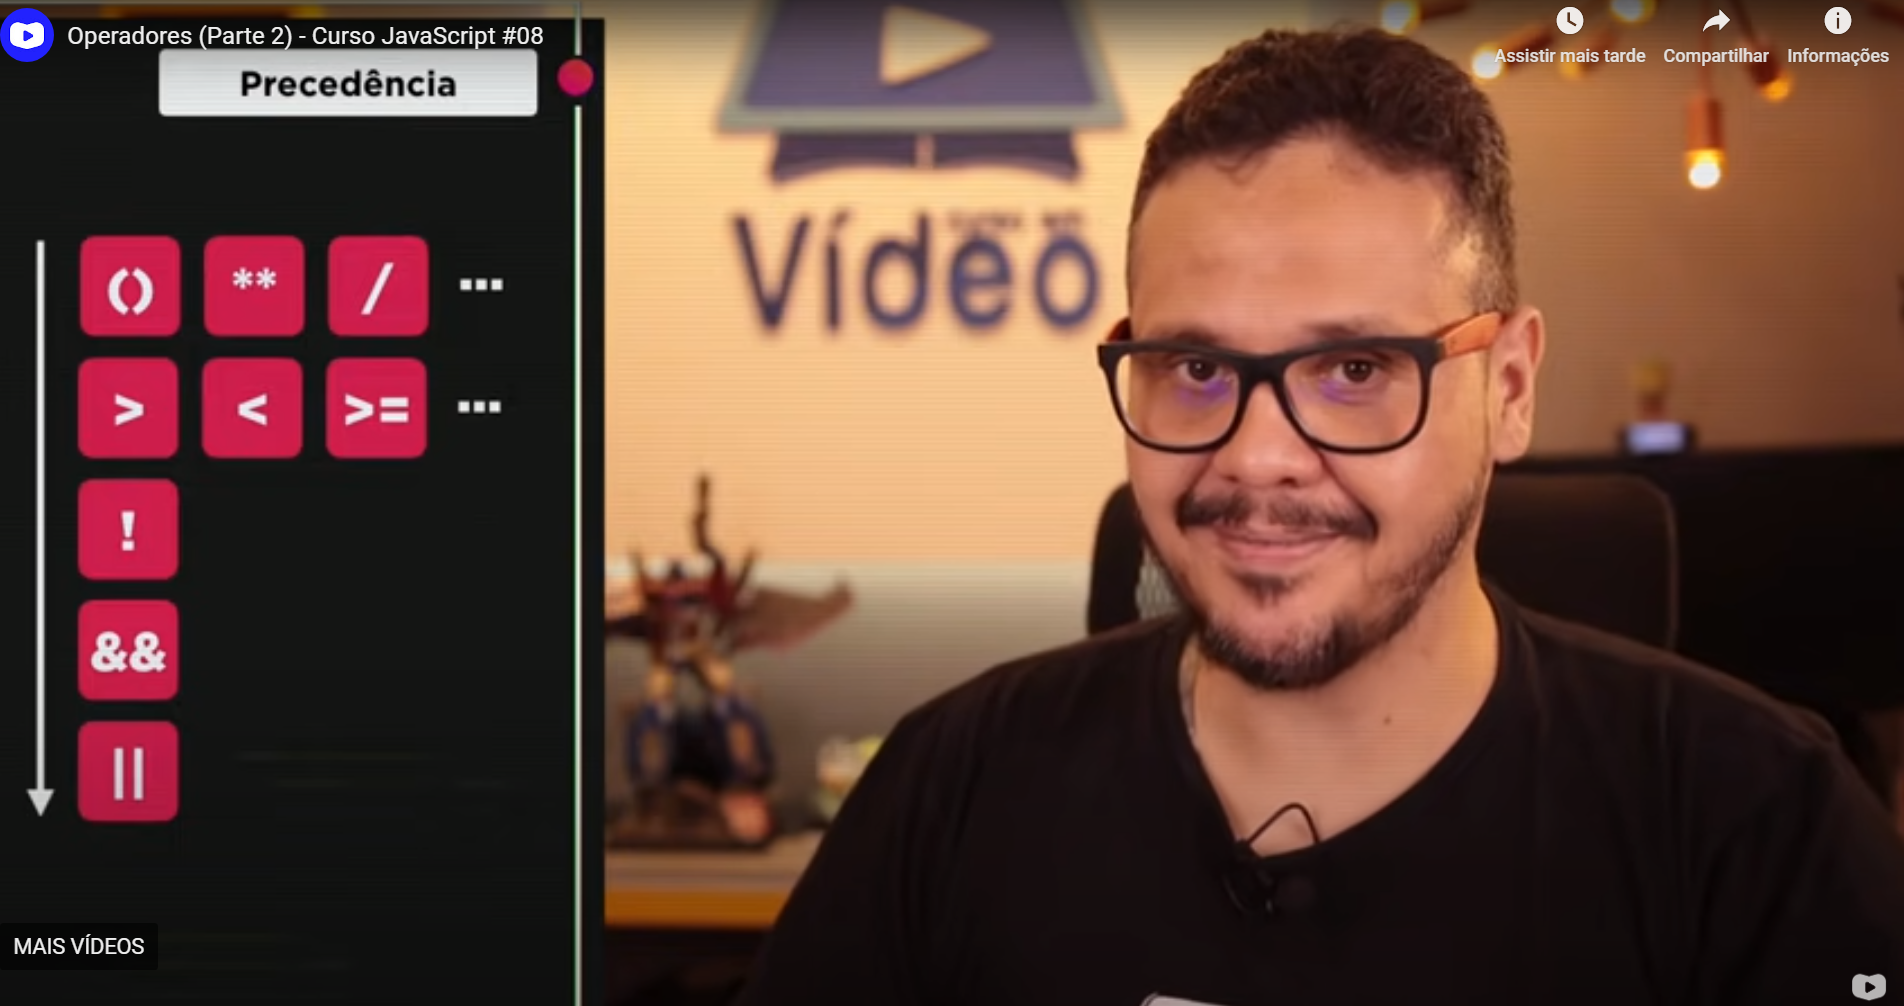 Operadores (Parte 2) - Curso JavaScript #08
Assistir mais tarde
Compartilhar
Informações
Precedência
() ** / ...
> < >= ...
!
&&
||
Vídeo
MAIS VÍDEOS